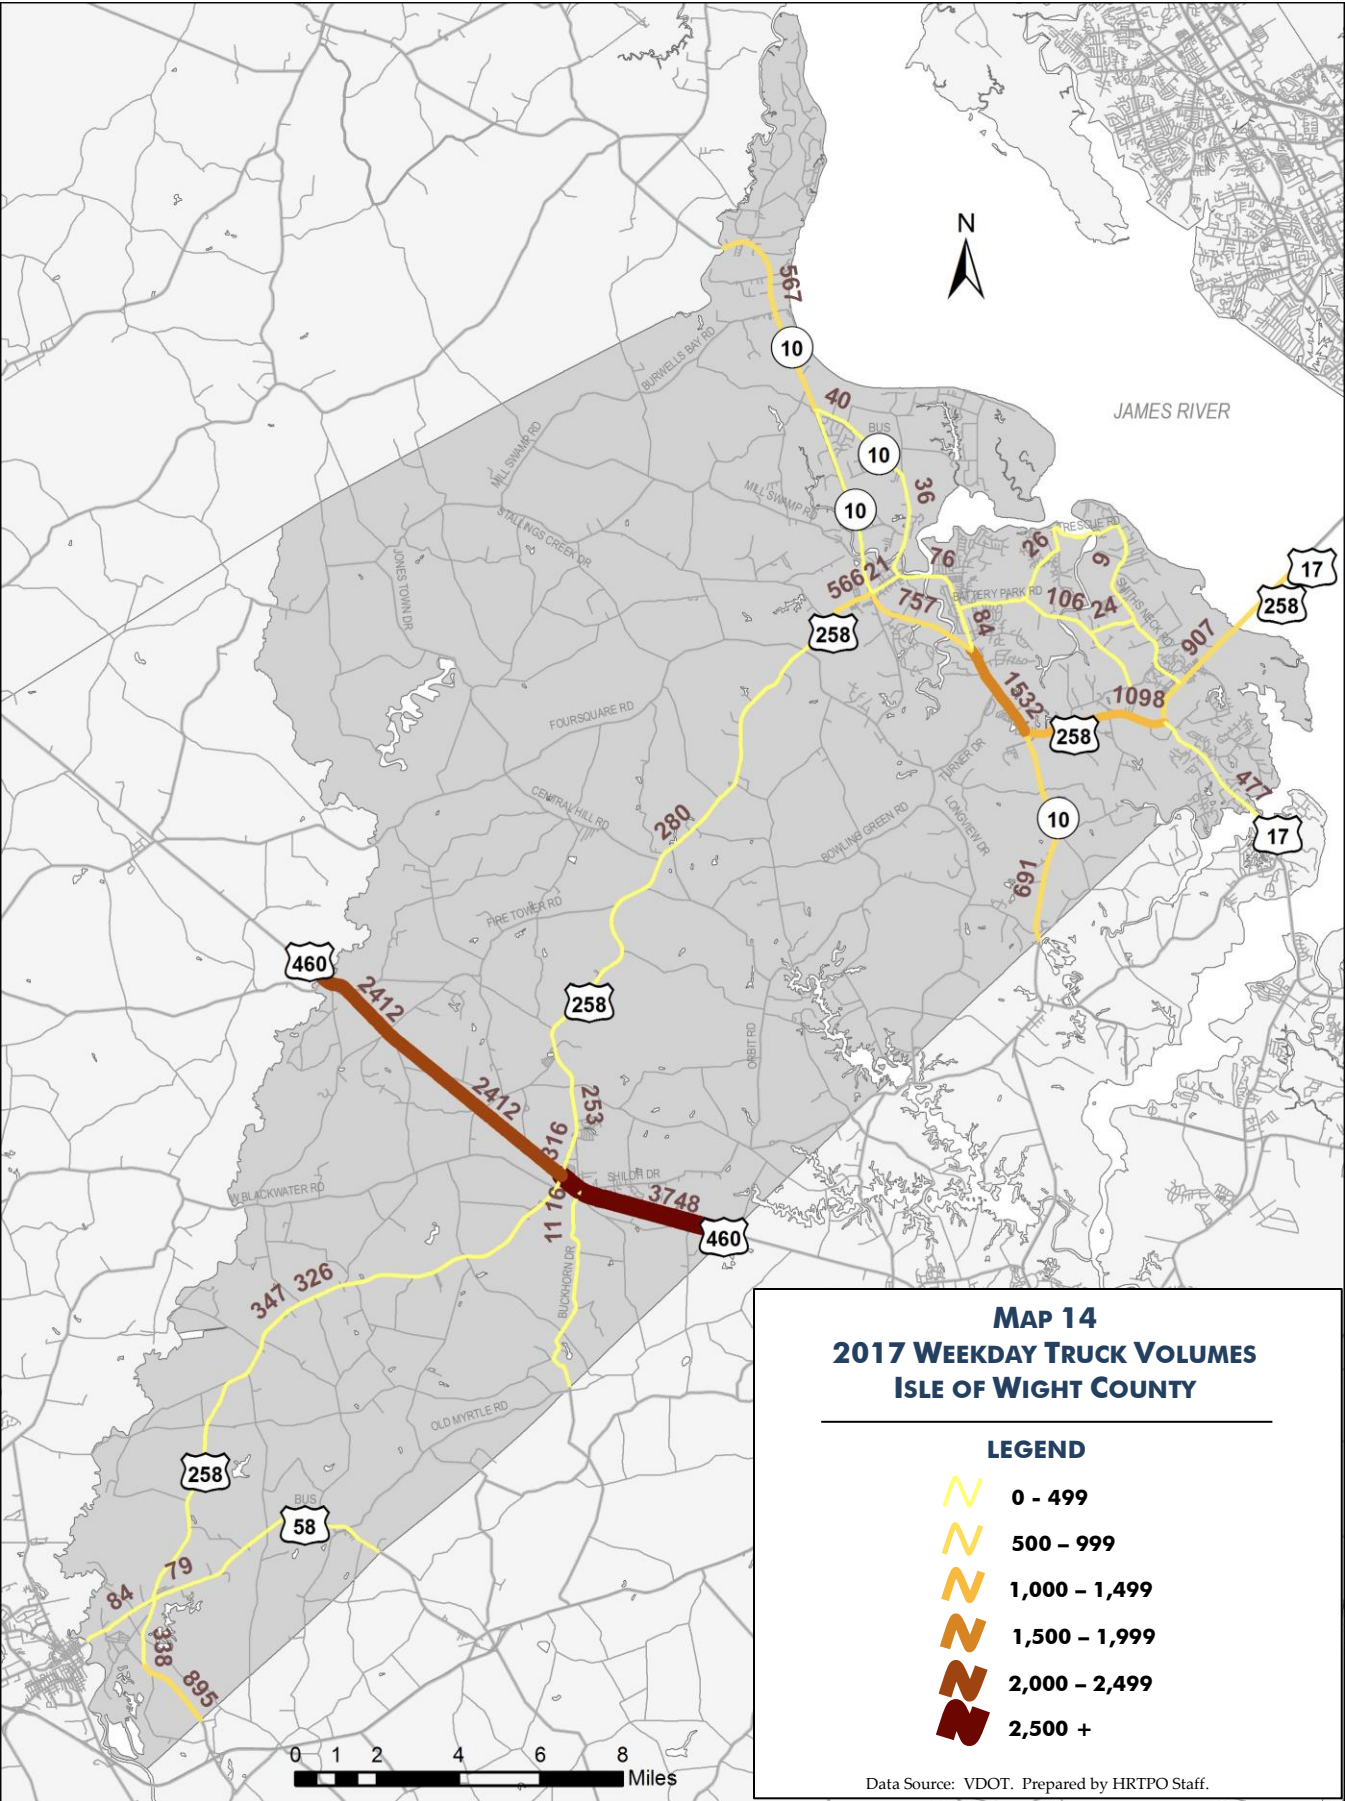 N
567
BURWELLS BAY RD
10
40
JAMES RIVER
BUS
10
MILL SWAMP RD
36
MILL SWAMP RD
10
STALLINGS CREEK DR
TRESCUE RD
26
9
JONES TOWN DR
76
17
566
21
258
BATTERY PARK RD
106
24
SMITHS NECK RD
757
84
258
907
1532
1098
FOURSQUARE RD
258
TURNER DR
477
CENTRAL HILL RD
280
LONGVIEW DR
10
17
BOWLING GREEN RD
691
FIRE TOWER RD
460
2412
258
ORBIT RD
2412
253
316
SHILOH DR
W BLACKWATER RD
16
3748
11
460
BUCKHORN DR
347
326
OLD MYRTLE RD
258
BUS
58
79
84
338
895
0 1 2 4 6 8
Miles
MAP 14
2017 WEEKDAY TRUCK VOLUMES
ISLE OF WIGHT COUNTY
LEGEND
0 - 499
500 – 999
1,000 – 1,499
1,500 – 1,999
2,000 – 2,499
2,500 +
Data Source: VDOT. Prepared by HRTPO Staff.